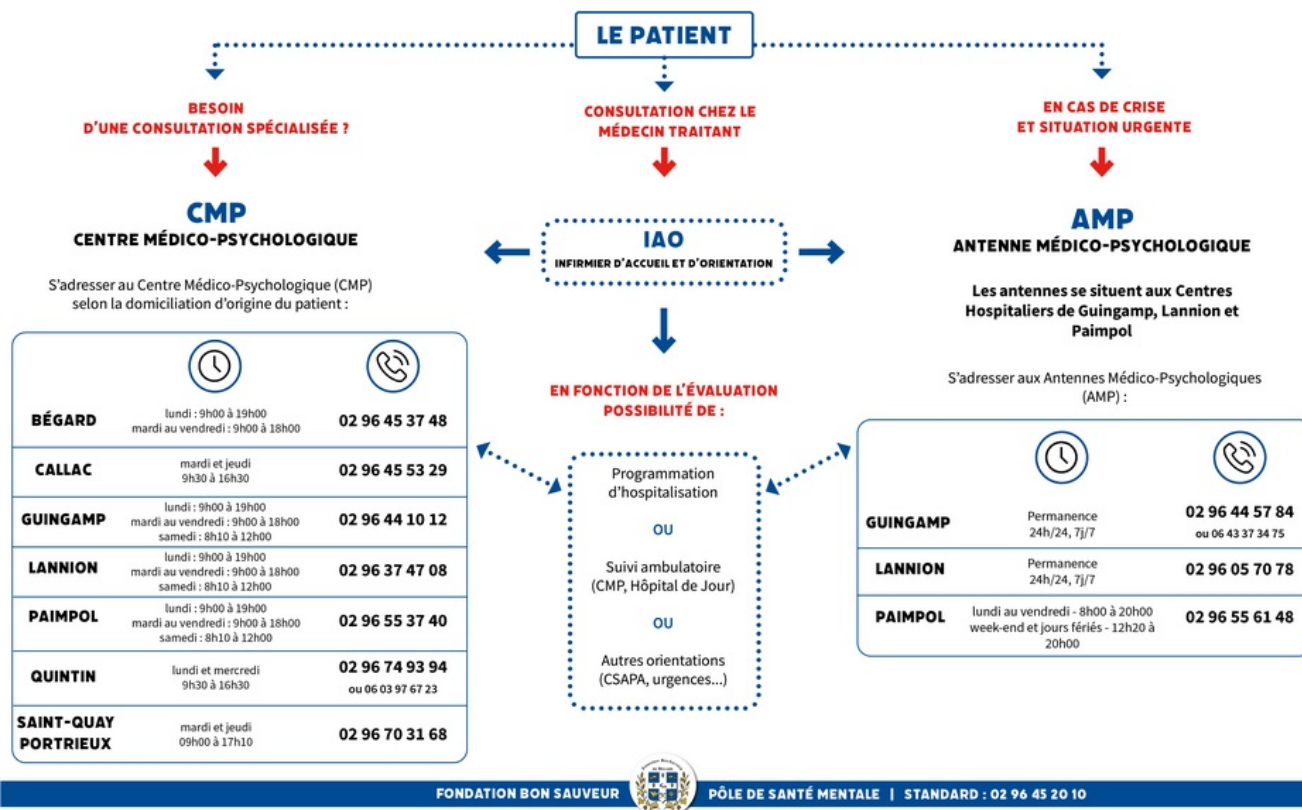 LE PATIENT
BESOIN
D'UNE CONSULTATION SPÉCIALISÉE ?
CMP
CENTRE MÉDICO-PSYCHOLOGIQUE
S'adresser au Centre Médico-Psychologique (CMP)
selon la domiciliation d'origine du patient :
BÉGARD
lundi : 9h00 à 19h00
mardi au vendredi : 9h00 à 18h00
02 96 45 37 48
CALLAC
mardi et jeudi
9h30 à 16h30
02 96 45 53 29
GUINGAMP
lundi : 9h00 à 19h00
mardi au vendredi : 9h00 à 18h00
samedi : 8h10 à 12h00
02 96 44 10 12
LANNION
lundi : 9h00 à 19h00
mardi au vendredi : 9h00 à 18h00
samedi : 8h10 à 12h00
02 96 37 47 08
PAIMPOL
lundi : 9h00 à 19h00
mardi au vendredi : 9h00 à 18h00
samedi : 8h10 à 12h00
02 96 55 37 40
QUINTIN
lundi et mercredi
9h30 à 16h30
02 96 74 93 94
ou 06 03 97 67 23
SAINT-QUAY
PORTRIEUX
mardi et jeudi
09h00 à 17h10
02 96 70 31 68
CONSULTATION CHEZ LE
MÉDECIN TRAITANT
IAO
INFIRMIER D'ACCUEIL ET D'ORIENTATION
EN FONCTION DE L'ÉVALUATION
POSSIBILITÉ DE :
Programmation
d'hospitalisation
OU
Suivi ambulatoire
(CMP, Hôpital de Jour)
OU
Autres orientations
(CSAPA, urgences...)
EN CAS DE CRISE
ET SITUATION URGENTE
AMP
ANTENNE MÉDICO-PSYCHOLOGIQUE
Les antennes se situent aux Centres
Hospitaliers de Guingamp, Lannion et
Paimpol
S'adresser aux Antennes Médico-Psychologiques
(AMP) :
GUINGAMP
Permanence
24h/24, 7j/7
02 96 44 57 84
ou 06 43 37 34 75
LANNION
Permanence
24h/24, 7j/7
02 96 05 70 78
PAIMPOL
lundi au vendredi - 8h00 à 20h00
week-end et jours fériés - 12h20 à
20h00
02 96 55 61 48
FONDATION BON SAUVEUR
PÔLE DE SANTÉ MENTALE | STANDARD : 02 96 45 20 10